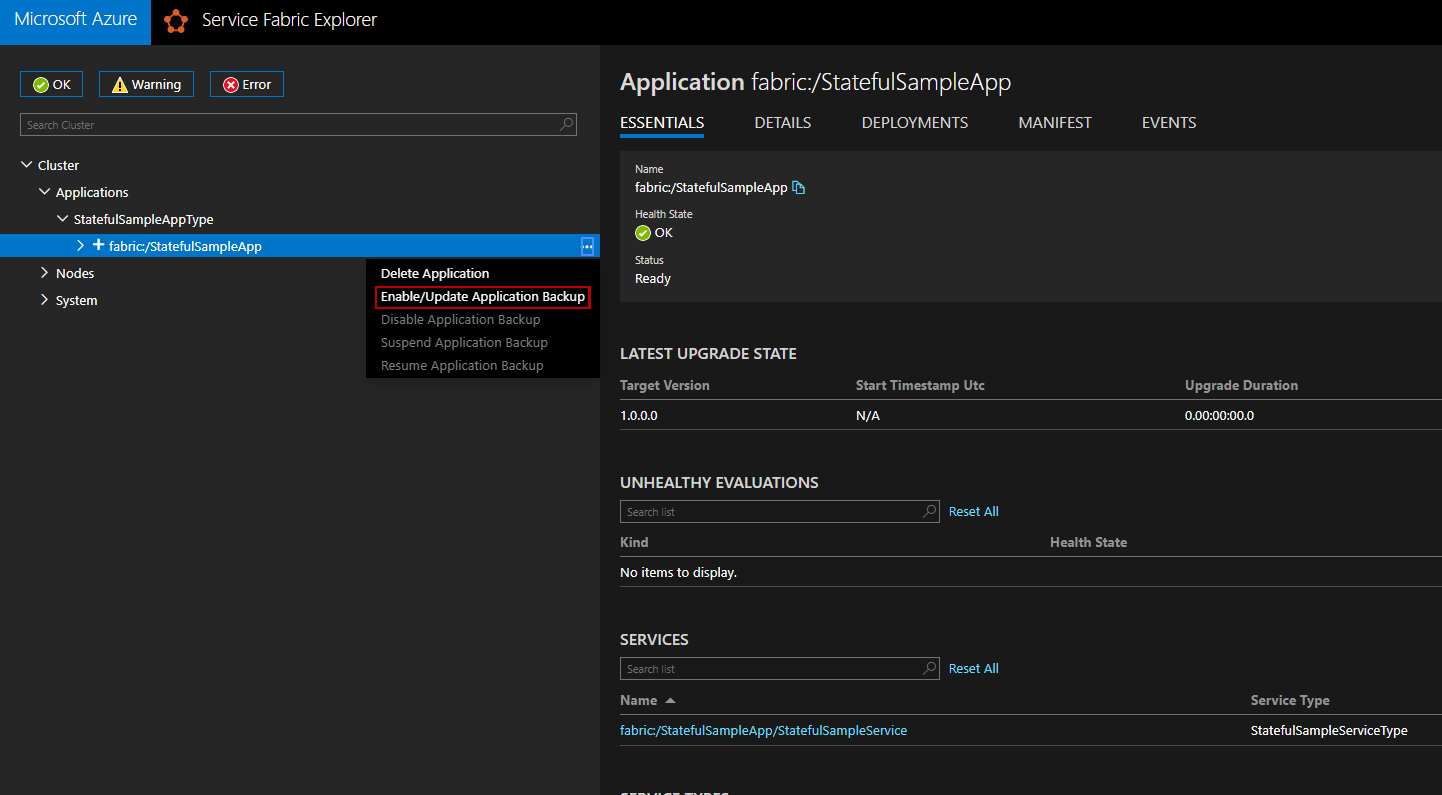 Microsoft Azure
Service Fabric Explorer
OK
Warning
Error
Search Cluster
Cluster
Applications
StatefulSampleAppType
fabric:/StatefulSampleApp
Nodes
System
Delete Application
Enable/Update Application Backup
Disable Application Backup
Suspend Application Backup
Resume Application Backup
Application fabric:/StatefulSampleApp
ESSENTIALS DETAILS DEPLOYMENTS MANIFEST EVENTS
Name
fabric:/StatefulSampleApp
Health State
OK
Status
Ready
LATEST UPGRADE STATE
Target Version Start Timestamp Utc Upgrade Duration
1.0.0.0 N/A 0.00:00:00.0
UNHEALTHY EVALUATIONS
Search list Reset All
Kind Health State
No items to display.
SERVICES
Search list Reset All
Name Service Type
fabric:/StatefulSampleApp/StatefulSampleService StatefulSampleServiceType
SERVICE TYPES